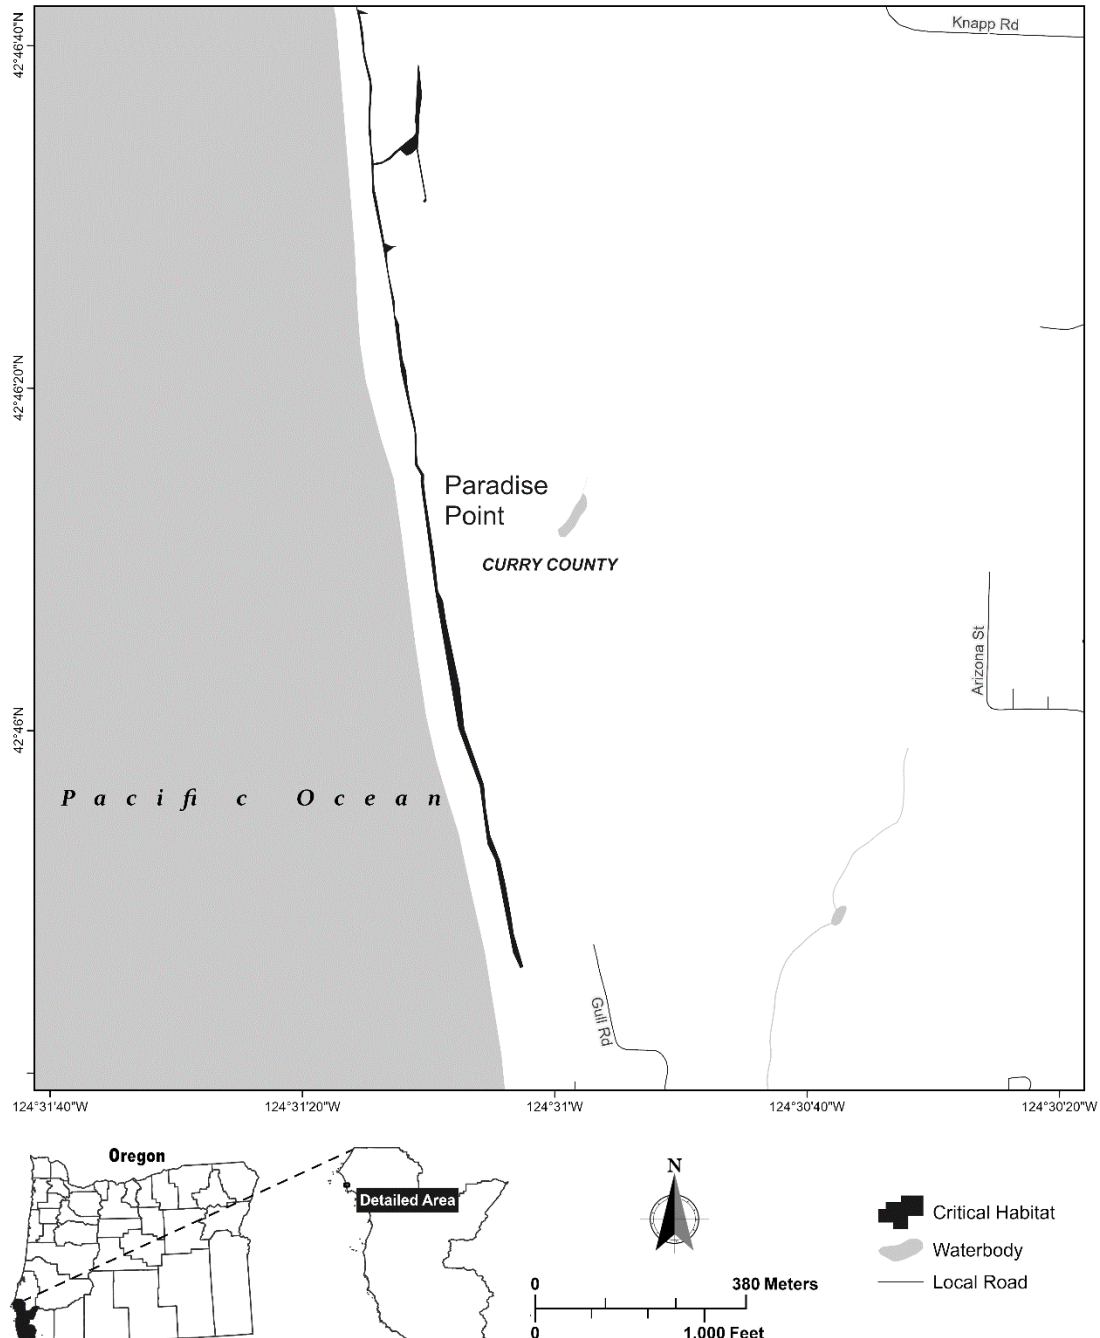 Knapp Rd
42°46'40"N
42°46'20"N
Paradise
Point
CURRY COUNTY
Arizona St
42°46'N
Pacific Ocean
Gull Rd
124°31'40"W
124°31'20"W
124°31'W
124°30'40"W
124°30'20"W
Oregon
Detailed Area
N
Critical Habitat
Waterbody
Local Road
0
380 Meters
0
1,000 Feet